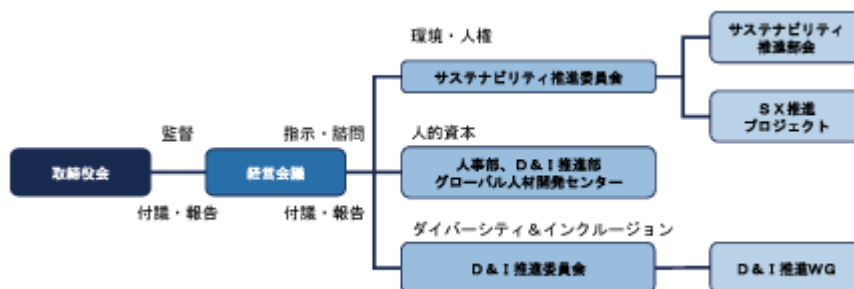 環境・人権
サステナビリティ
推進部会
サステナビリティ推進委員会
SX推進
プロジェクト
監督
指示・諮問
人的資本
取締役会
経営会議
人事部、D&I推進部
グローバル人材開発センター
付議・報告
付議・報告
ダイバーシティ&インクルージョン
D&I推進委員会
D&I推進WG